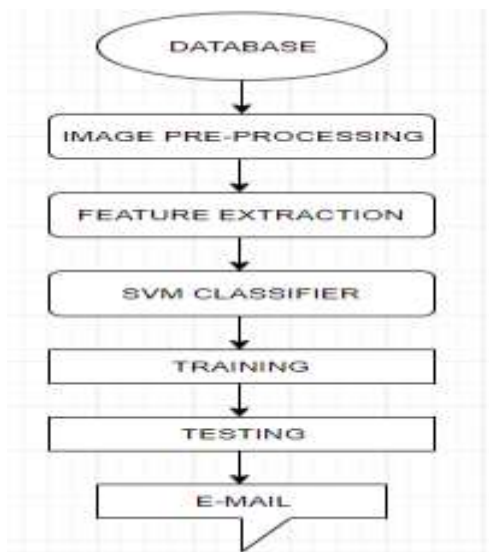 DATABASE
IMAGE PRE-PROCESSING
FEATURE EXTRACTION
SVM CLASSIFIER
TRAINING
TESTING
E-MAIL